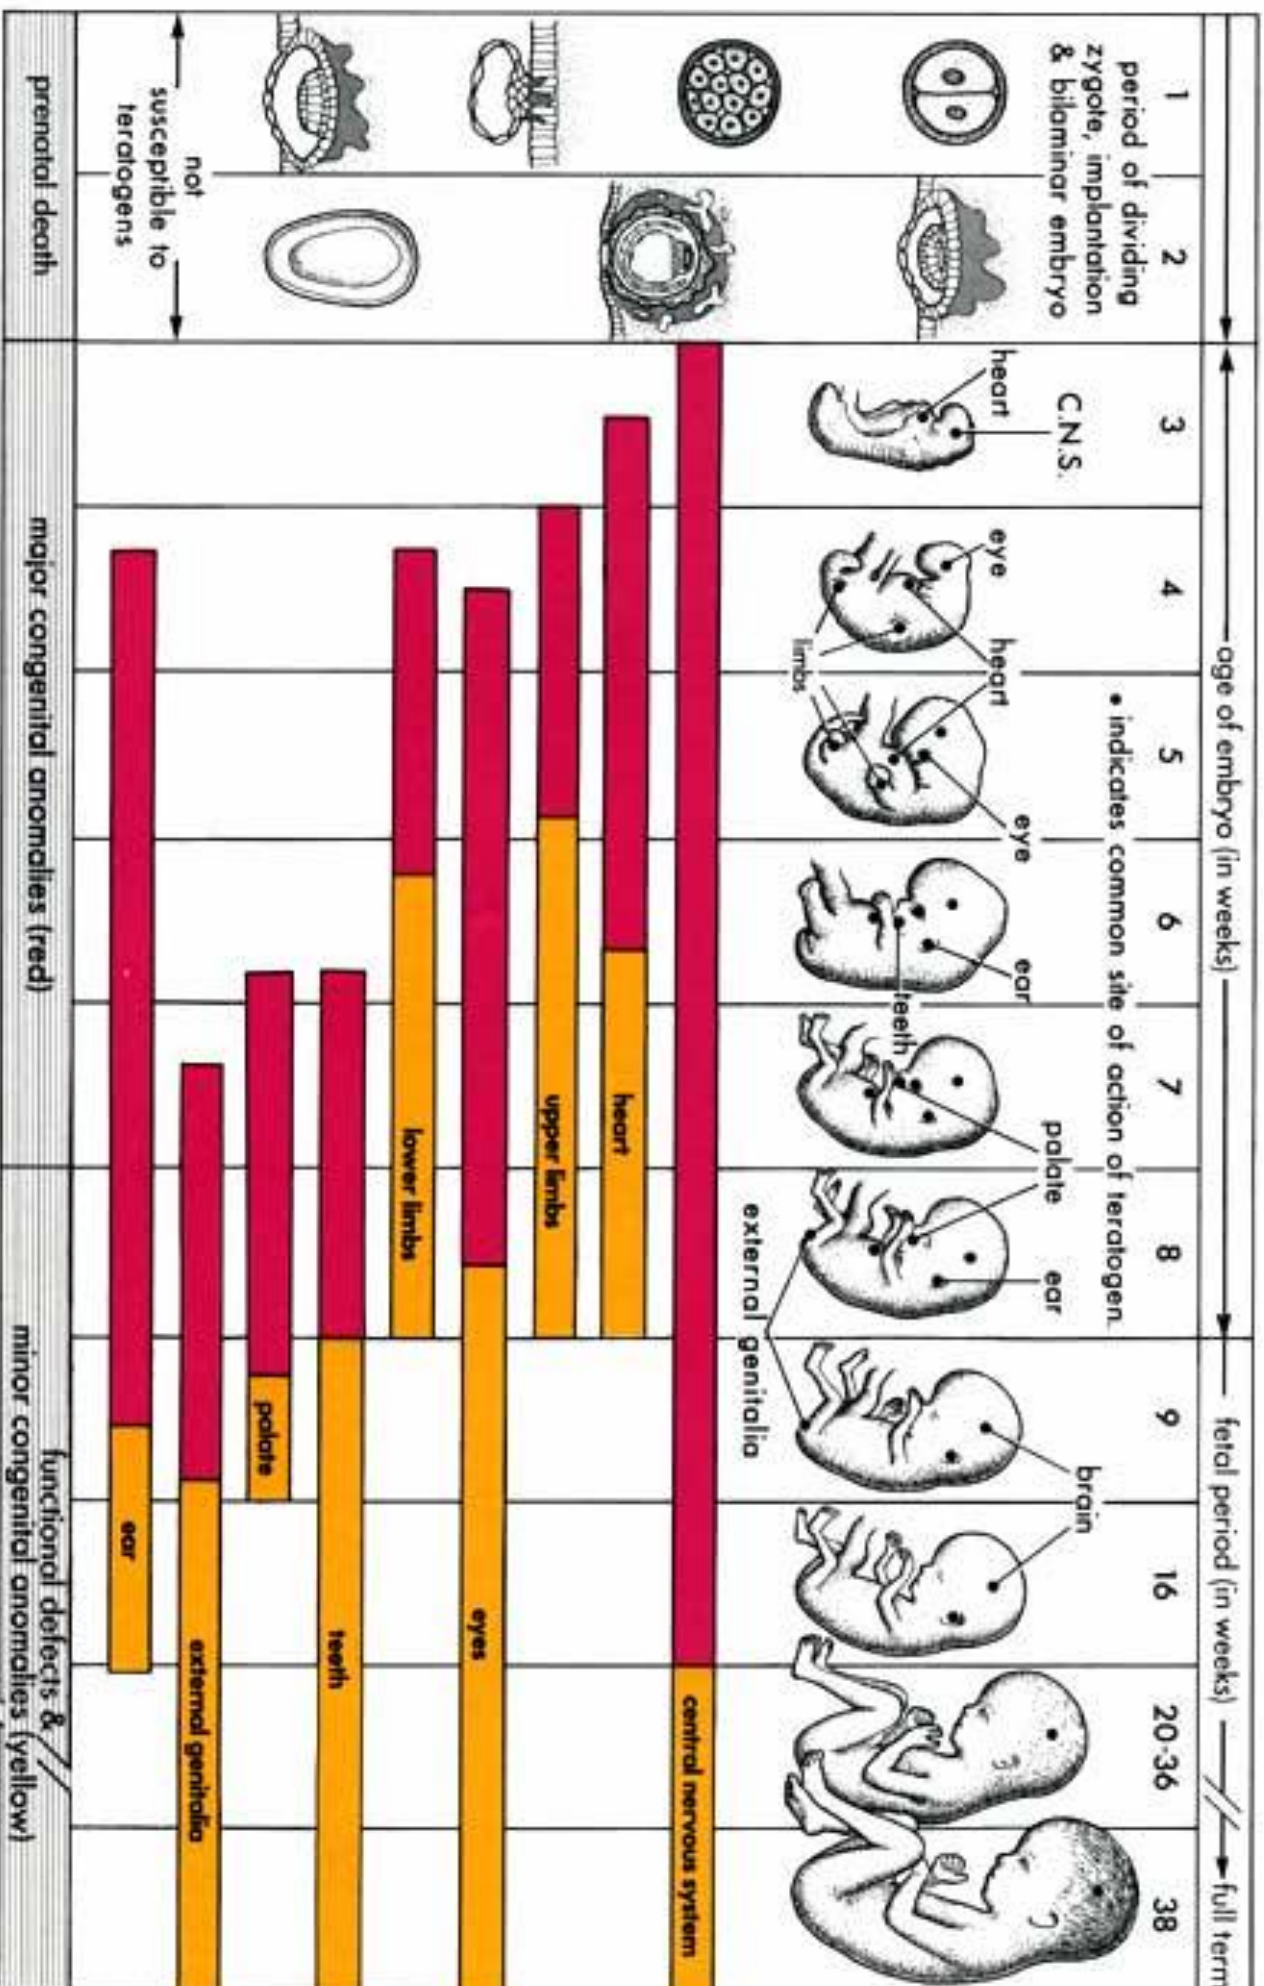 age of embryo (in weeks)
fetal period (in weeks)
full term
1
2
3
4
5
6
7
8
9
16
20-36
38
period of dividing
zygote, implantation
& bilaminar embryo
• indicates common site of action of teratogen.
C.N.S.
heart
eye
heart
limbs
eye
ear
teeth
palate
ear
external genitalia
brain
central nervous system
heart
upper limbs
eyes
lower limbs
teeth
palate
external genitalia
ear
not
susceptible to
teratogens
prenatal death
major congenital anomalies (red)
functional defects &
minor congenital anomalies (yellow)